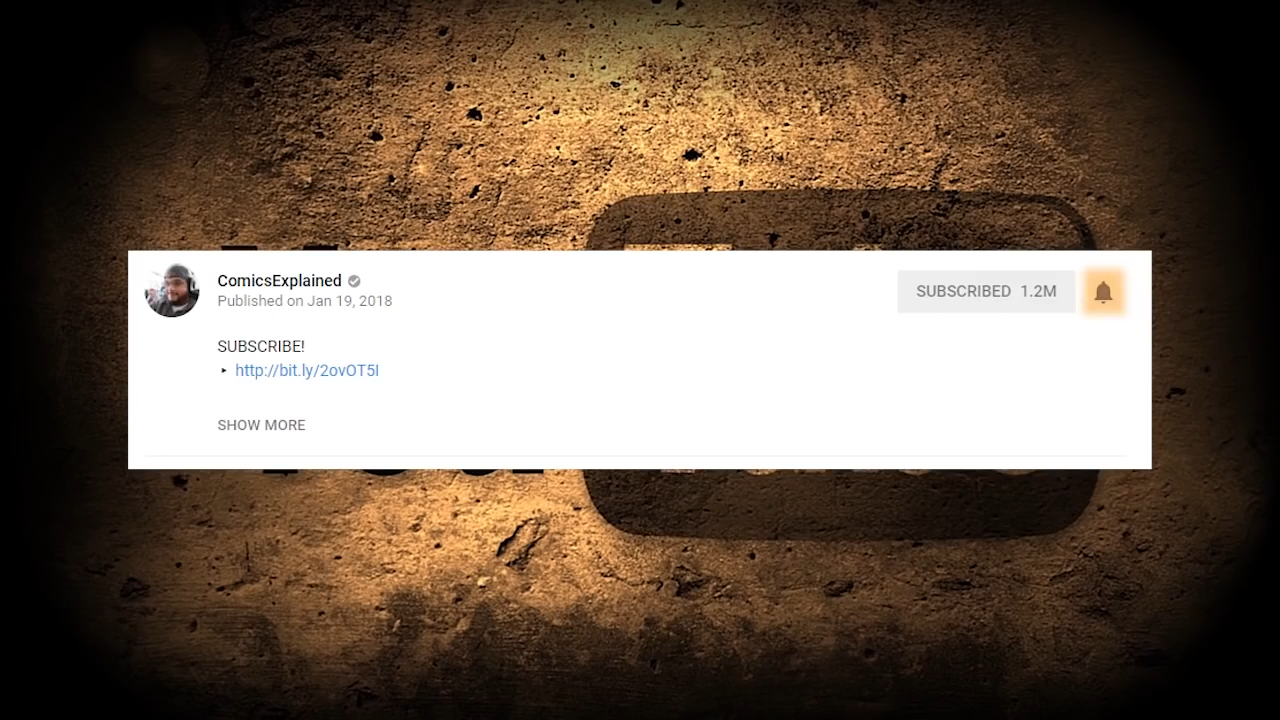 ComicsExplained
Published on Jan 19, 2018
SUBSCRIBED 1.2M
SUBSCRIBE!
‣ http://bit.ly/2ovOT5I
SHOW MORE